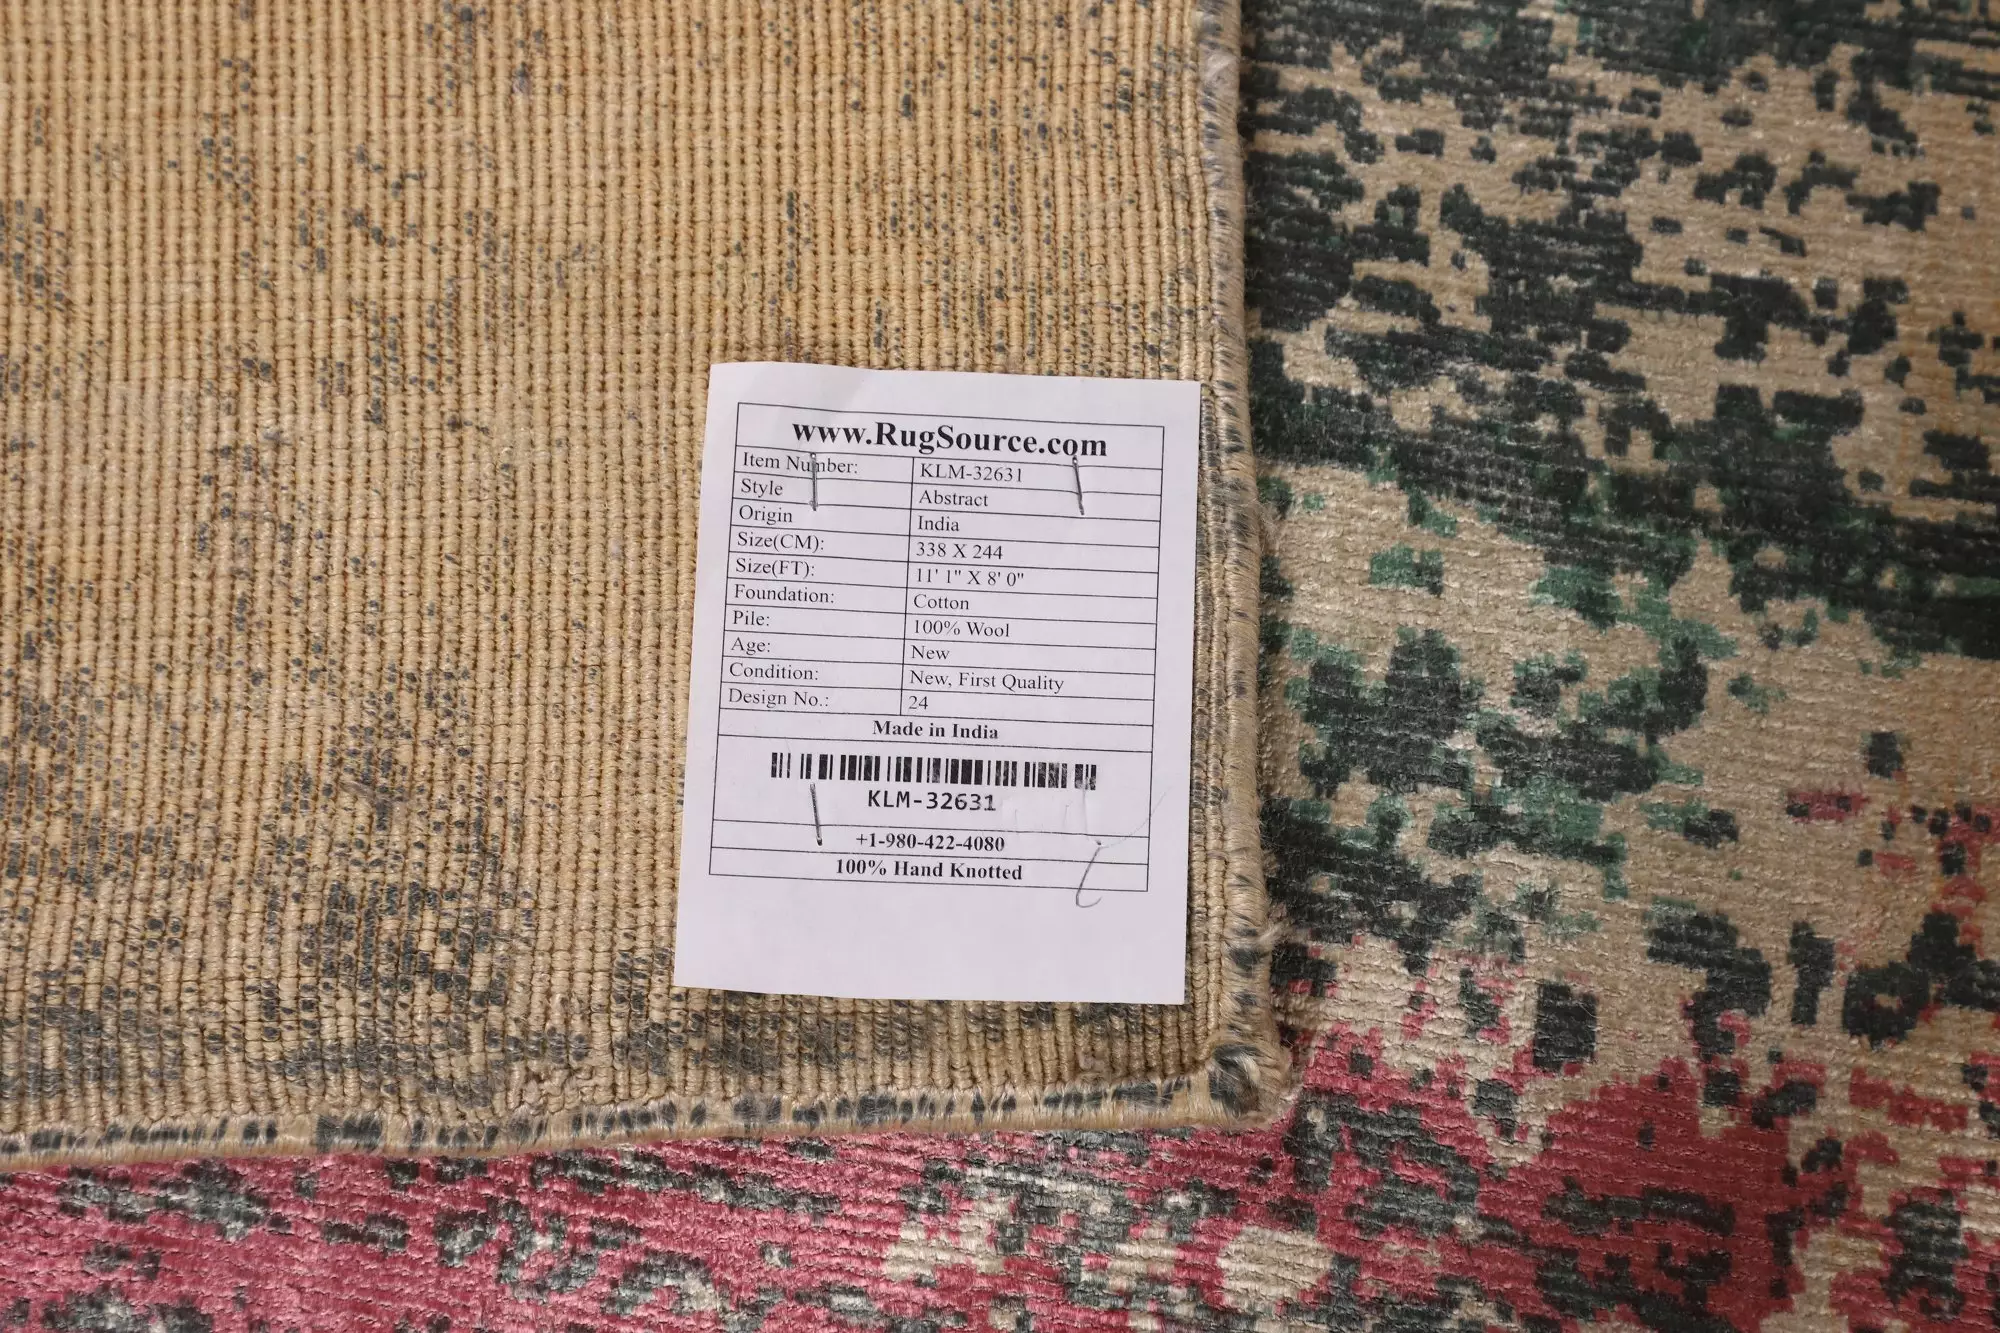 www.RugSource.com
Item Number: KLM-32631
Style Abstract
Origin India
Size(CM): 338 X 244
Size(FT): 11' 1" X 8' 0"
Foundation: Cotton
Pile: 100% Wool
Age: New
Condition: New, First Quality
Design No.: 24
Made in India
KLM-32631
+1-980-422-4080
100% Hand Knotted